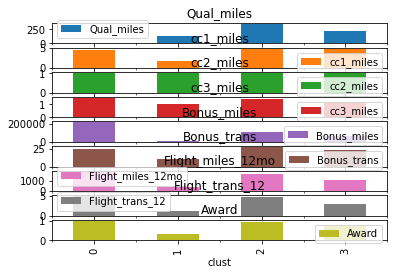 Qual_miles
250 Qual_miles
0
cc1_miles
5 cc1_miles
cc2_miles
1 cc2_miles
0
cc3_miles
1 cc3_miles
0
Bonus_miles
200000 Bonus_miles
0
Bonus_trans
25 Bonus_trans
0
Flight_miles_12mo
Flight_miles_12mo
1000
0
Flight_trans_12
5 Flight_trans_12
0
Award
1 Award
0
0 1 2 3
clust